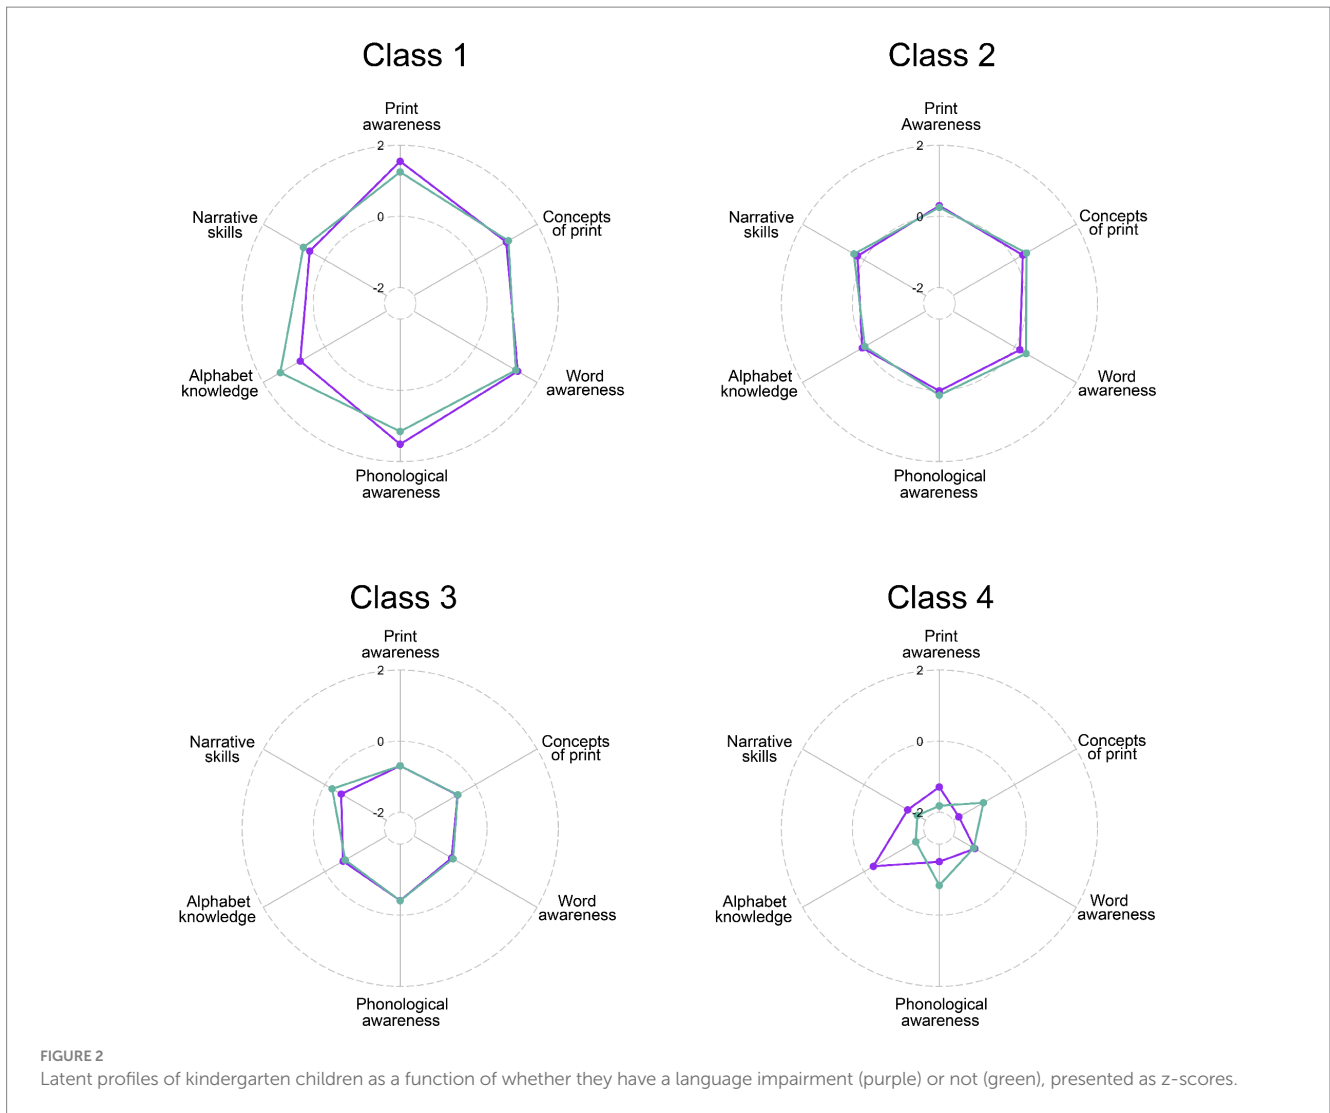 Class 1
Print
awareness
2
0
-2
Concepts
of print
Word
awareness
Phonological
awareness
Alphabet
knowledge
Narrative
skills
Class 2
Print
Awareness
2
0
-2
Concepts
of print
Word
awareness
Phonological
awareness
Alphabet
knowledge
Narrative
skills
Class 3
Print
awareness
2
0
-2
Concepts
of print
Word
awareness
Phonological
awareness
Alphabet
knowledge
Narrative
skills
Class 4
Print
awareness
2
0
-2
Concepts
of print
Word
awareness
Phonological
awareness
Alphabet
knowledge
Narrative
skills
FIGURE 2
Latent profiles of kindergarten children as a function of whether they have a language impairment (purple) or not (green), presented as z-scores.